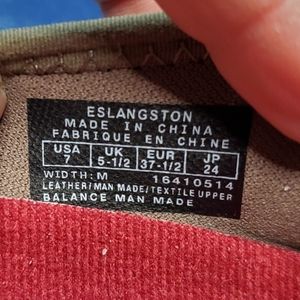 ESLANGSTON
MADE IN CHINA
FABRIQUE EN CHINE
USA UK EUR JP
7 5-1/2 37-1/2 24
WIDTH: M 16410514
LEATHER/MAN MADE/TEXTILE UPPER
BALANCE MAN MADE